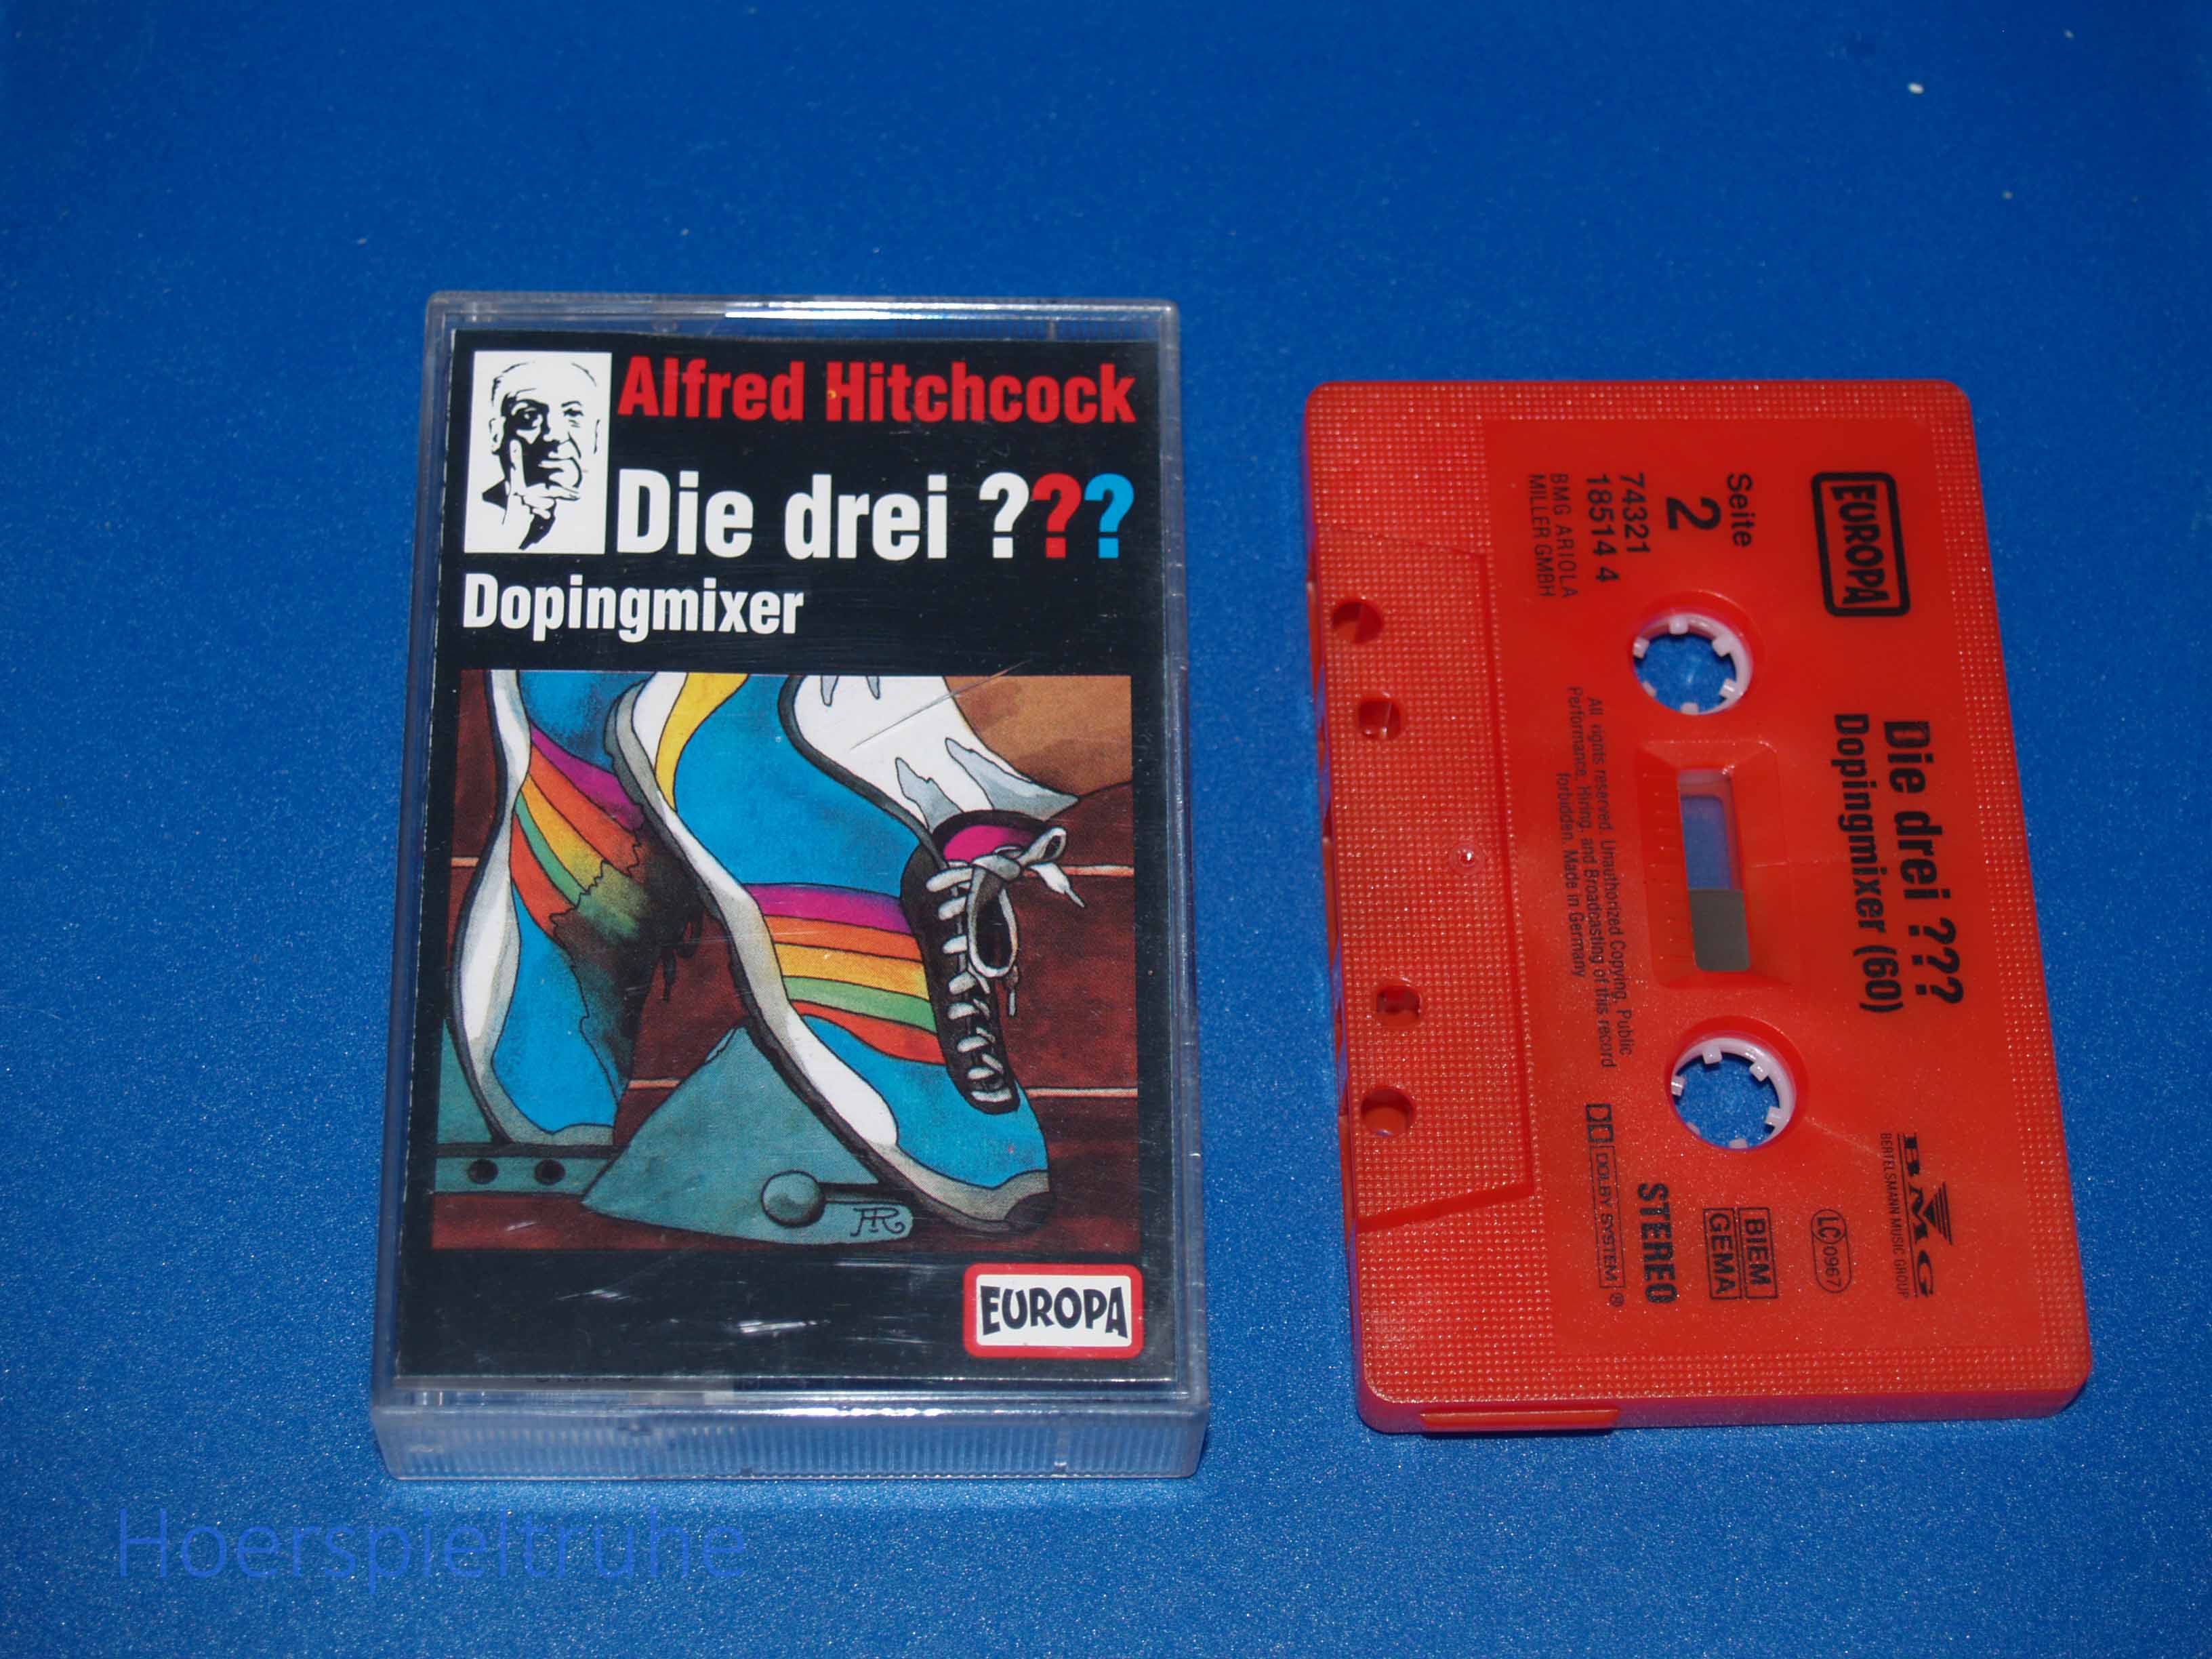 Alfred Hitchcock
Die drei ???
Dopingmixer
EUROPA
EUROPA
Die drei ???
Dopingmixer (60)
Seite
2
74321
18514 4
BMG ARIOLA
MILLER GMBH
All rights reserved. Unauthorized Copying, Public
Performance, Hiring, and Broadcasting of this record
forbidden. Made in Germany
BMG
BERTELSMANN MUSIC GROUP
LC 0967
BIEM
GEMA
STEREO
DOLBY SYSTEM ®
Hoerspieltruhe